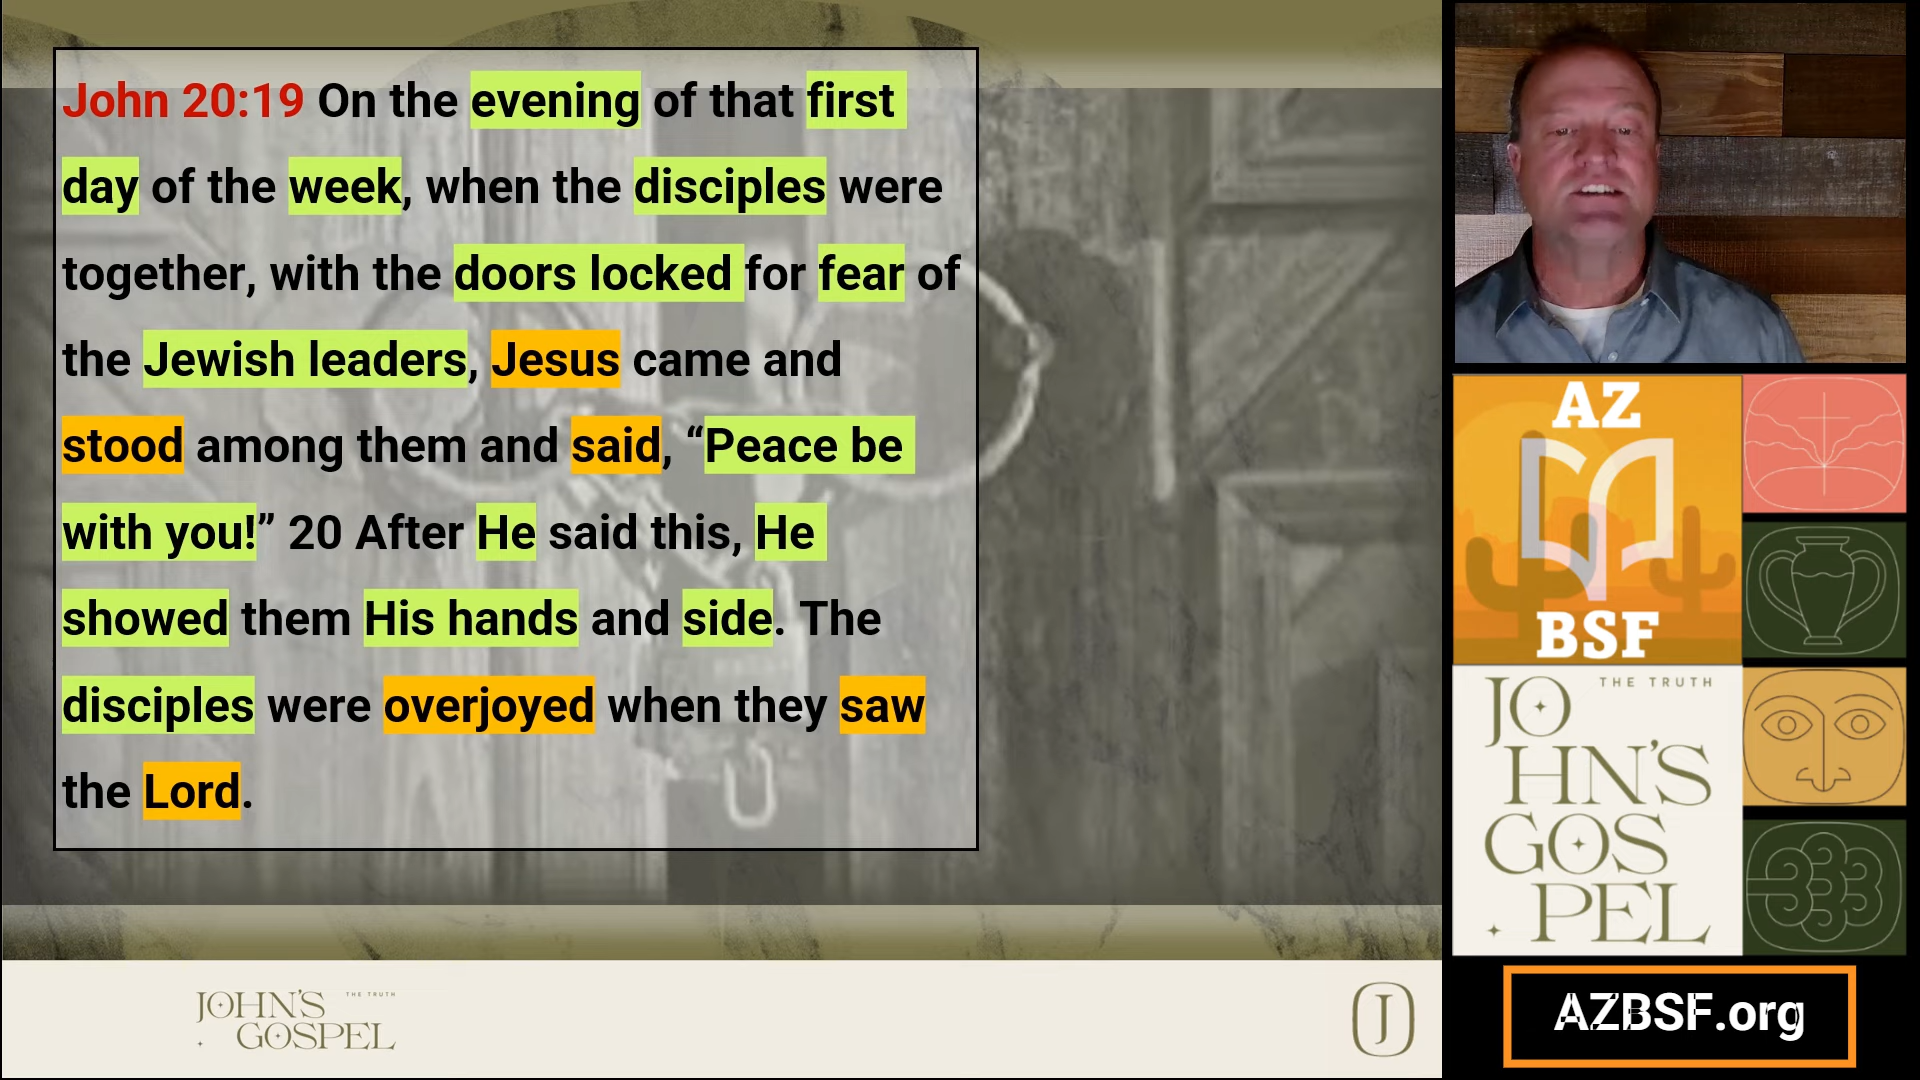 John 20:19 On the evening of that first
day of the week, when the disciples were
together, with the doors locked for fear of
the Jewish leaders, Jesus came and
stood among them and said, “Peace be
with you!” 20 After He said this, He
showed them His hands and side. The
disciples were overjoyed when they saw
the Lord.
AZ
BSF
THE TRUTH
JO
HN'S
GOS
PEL
JOHN'S
THE TRUTH
GOSPEL
J
AZBSF.org